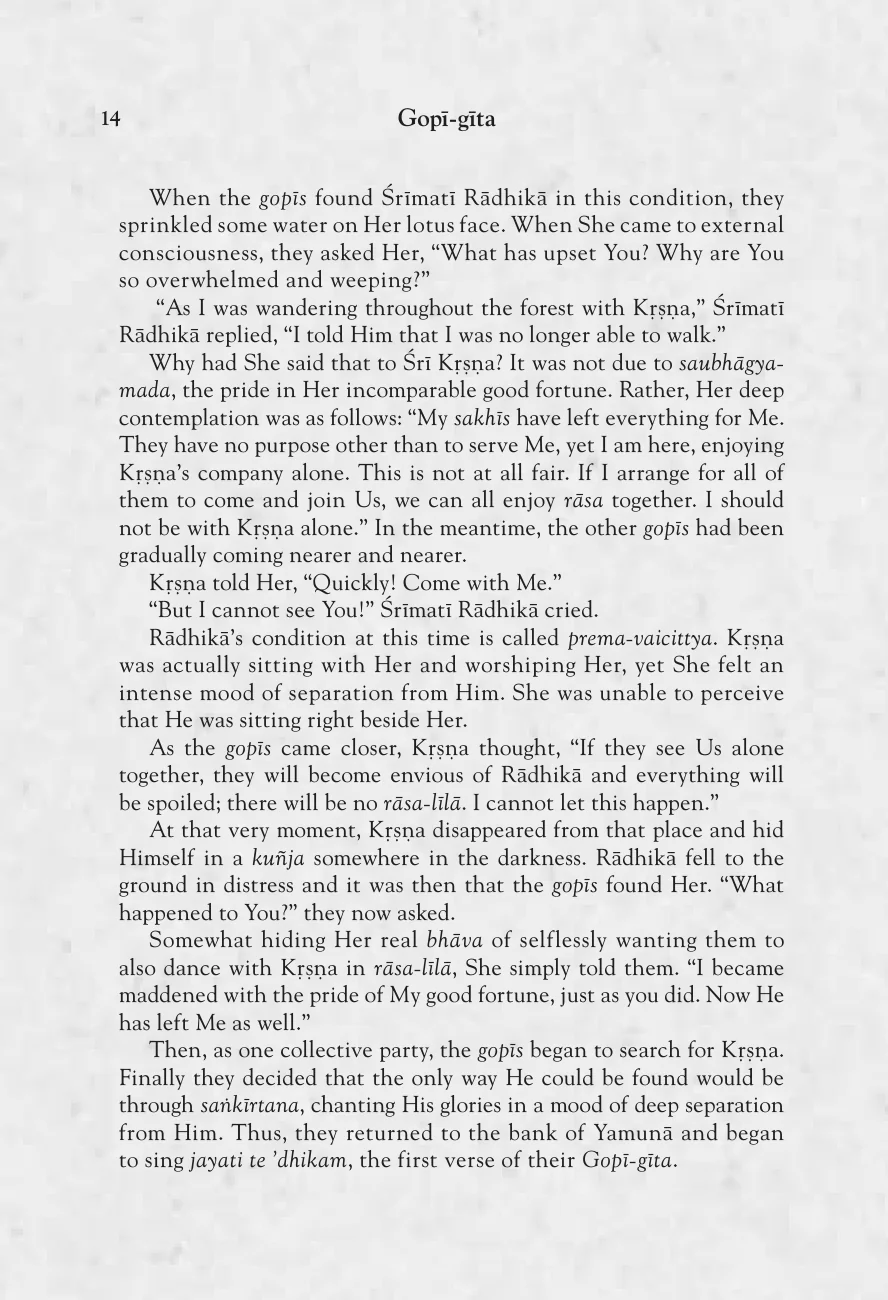 14
Gopī-gīta
When the gopīs found Śrīmatī Rādhikā in this condition, they
sprinkled some water on Her lotus face. When She came to external
consciousness, they asked Her, “What has upset You? Why are You
so overwhelmed and weeping?”
“As I was wandering throughout the forest with Kṛṣṇa,” Śrīmatī
Rādhikā replied, “I told Him that I was no longer able to walk.”
Why had She said that to Śrī Kṛṣṇa? It was not due to saubhāgya-
mada, the pride in Her incomparable good fortune. Rather, Her deep
contemplation was as follows: “My sakhīs have left everything for Me.
They have no purpose other than to serve Me, yet I am here, enjoying
Kṛṣṇa’s company alone. This is not at all fair. If I arrange for all of
them to come and join Us, we can all enjoy rāsa together. I should
not be with Kṛṣṇa alone.” In the meantime, the other gopīs had been
gradually coming nearer and nearer.
Kṛṣṇa told Her, “Quickly! Come with Me.”
“But I cannot see You!” Śrīmatī Rādhikā cried.
Rādhikā’s condition at this time is called prema-vaicittya. Kṛṣṇa
was actually sitting with Her and worshiping Her, yet She felt an
intense mood of separation from Him. She was unable to perceive
that He was sitting right beside Her.
As the gopīs came closer, Kṛṣṇa thought, “If they see Us alone
together, they will become envious of Rādhikā and everything will
be spoiled; there will be no rāsa-līlā. I cannot let this happen.”
At that very moment, Kṛṣṇa disappeared from that place and hid
Himself in a kuñja somewhere in the darkness. Rādhikā fell to the
ground in distress and it was then that the gopīs found Her. “What
happened to You?” they now asked.
Somewhat hiding Her real bhāva of selflessly wanting them to
also dance with Kṛṣṇa in rāsa-līlā, She simply told them. “I became
maddened with the pride of My good fortune, just as you did. Now He
has left Me as well.”
Then, as one collective party, the gopīs began to search for Kṛṣṇa.
Finally they decided that the only way He could be found would be
through saṅkīrtana, chanting His glories in a mood of deep separation
from Him. Thus, they returned to the bank of Yamunā and began
to sing jayati te ’dhikam, the first verse of their Gopī-gīta.